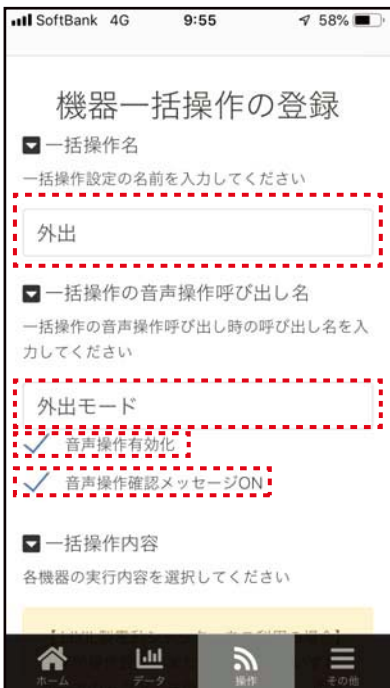 SoftBank 4G 9:55 58%
機器一括操作の登録
一括操作名
一括操作設定の名前を入力してください
外出
一括操作の音声操作呼び出し名
一括操作の音声操作呼び出し時の呼び出し名を入
力してください
外出モード
音声操作有効化
音声操作確認メッセージON
一括操作内容
各機器の実行内容を選択してください
ホーム データ 操作 その他